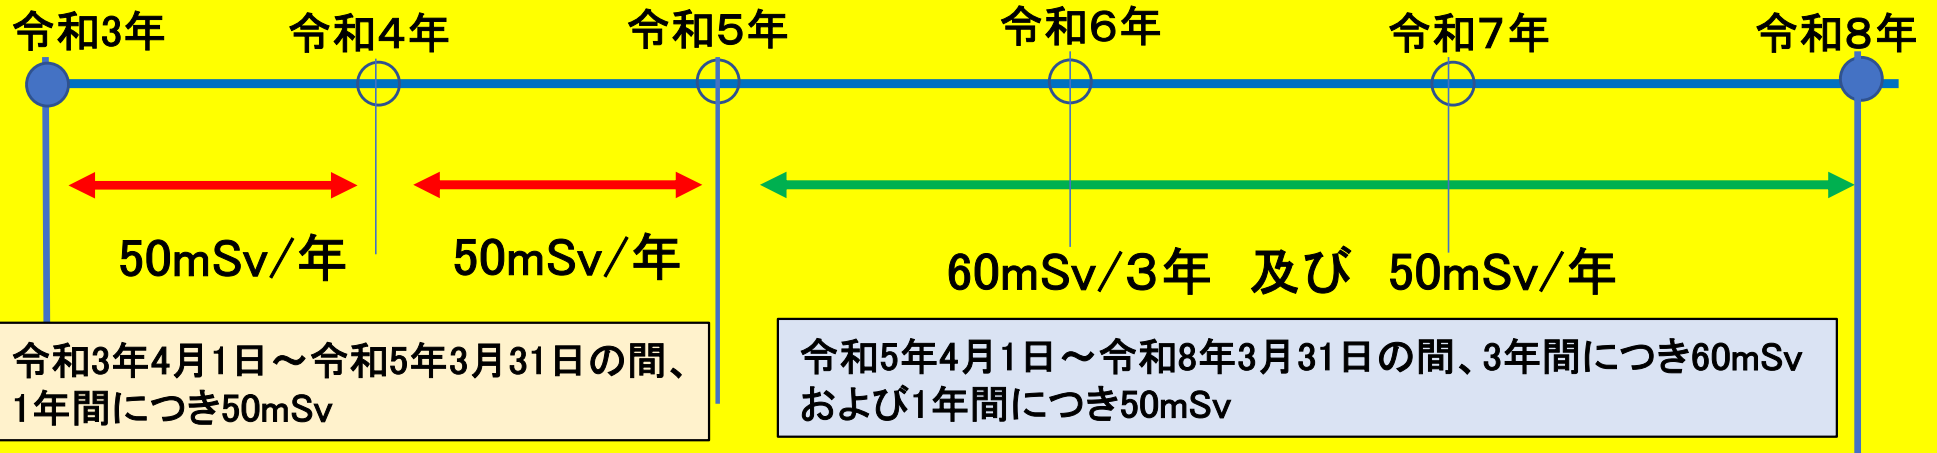 令和3年
令和4年
令和5年
令和6年
令和7年
令和8年
50mSv/年
50mSv/年
60mSv/3年 及び 50mSv/年
令和3年4月1日～令和5年3月31日の間、
1年間につき50mSv
令和5年4月1日～令和8年3月31日の間、3年間につき60mSv
および1年間につき50mSv